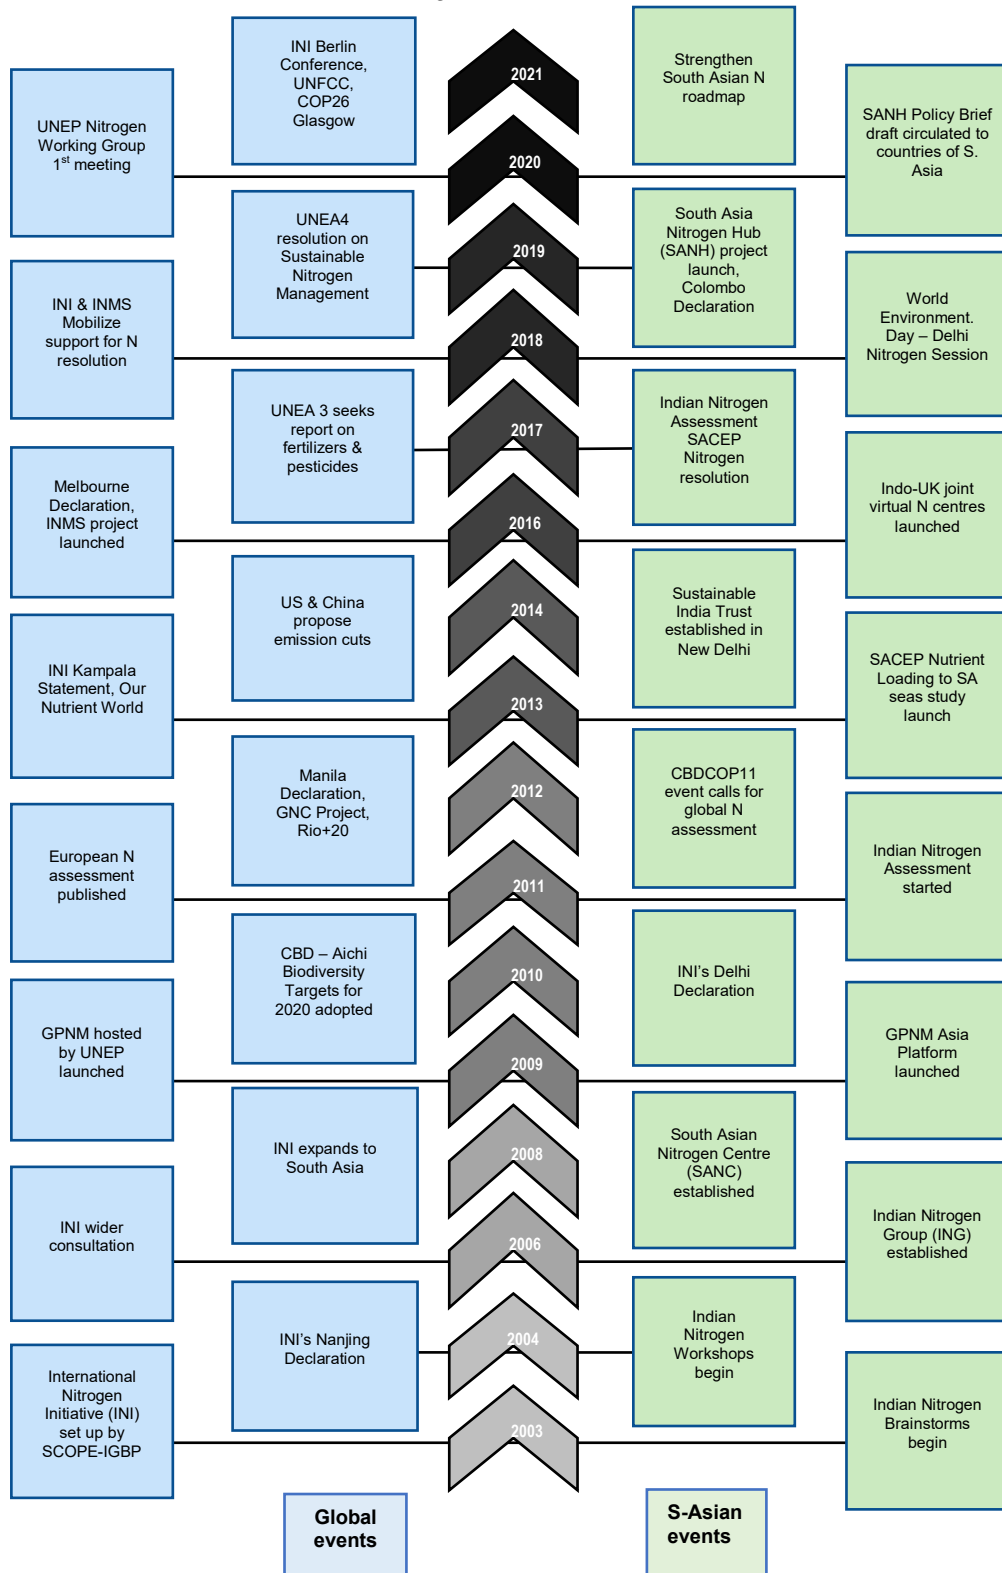 INI Berlin
Conference,
UNFCC,
COP26
Glasgow
2021
Strengthen
South Asian N
roadmap
UNEP Nitrogen
Working Group
1st meeting
2020
SANH Policy Brief
draft circulated to
countries of S.
Asia
UNEA4
resolution on
Sustainable
Nitrogen
Management
2019
South Asia
Nitrogen Hub
(SANH) project
launch,
Colombo
Declaration
INI & INMS
Mobilize
support for N
resolution
2018
World
Environment.
Day – Delhi
Nitrogen Session
UNEA 3 seeks
report on
fertilizers &
pesticides
2017
Indian Nitrogen
Assessment
SACEP
Nitrogen
resolution
Melbourne
Declaration,
INMS project
launched
2016
Indo-UK joint
virtual N centres
launched
US & China
propose
emission cuts
2014
Sustainable
India Trust
established in
New Delhi
INI Kampala
Statement, Our
Nutrient World
2013
SACEP Nutrient
Loading to SA
seas study
launch
Manila
Declaration,
GNC Project,
Rio+20
2012
CBDCOP11
event calls for
global N
assessment
European N
assessment
published
2011
Indian Nitrogen
Assessment
started
CBD – Aichi
Biodiversity
Targets for
2020 adopted
2010
INI's Delhi
Declaration
GPNM hosted
by UNEP
launched
2009
GPNM Asia
Platform
launched
INI expands to
South Asia
2008
South Asian
Nitrogen Centre
(SANC)
established
INI wider
consultation
2006
Indian Nitrogen
Group (ING)
established
INI's Nanjing
Declaration
2004
Indian
Nitrogen
Workshops
begin
International
Nitrogen
Initiative (INI)
set up by
SCOPE-IGBP
2003
Indian Nitrogen
Brainstorms
begin
Global
events
S-Asian
events